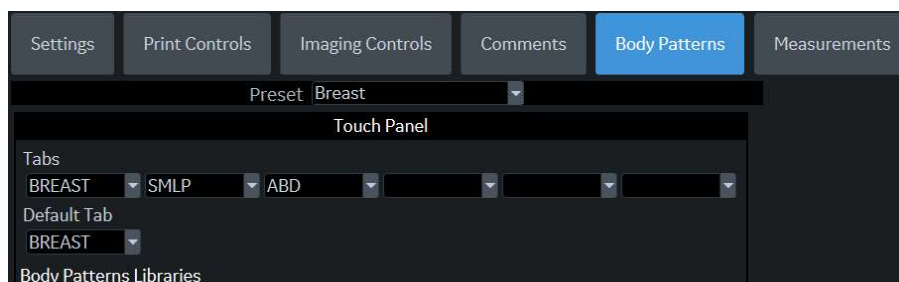 Settings Print Controls Imaging Controls Comments Body Patterns Measurements
Preset Breast
Touch Panel
Tabs
BREAST SMLP ABD
Default Tab
BREAST
Body Patterns Libraries